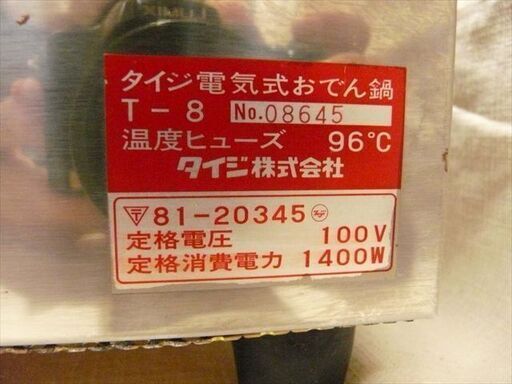 タイジ電気式おでん鍋
T-8 No.08645
温度ヒューズ 96℃
タイジ株式会社
〒81-20345
定格電圧 100V
定格消費電力 1400W